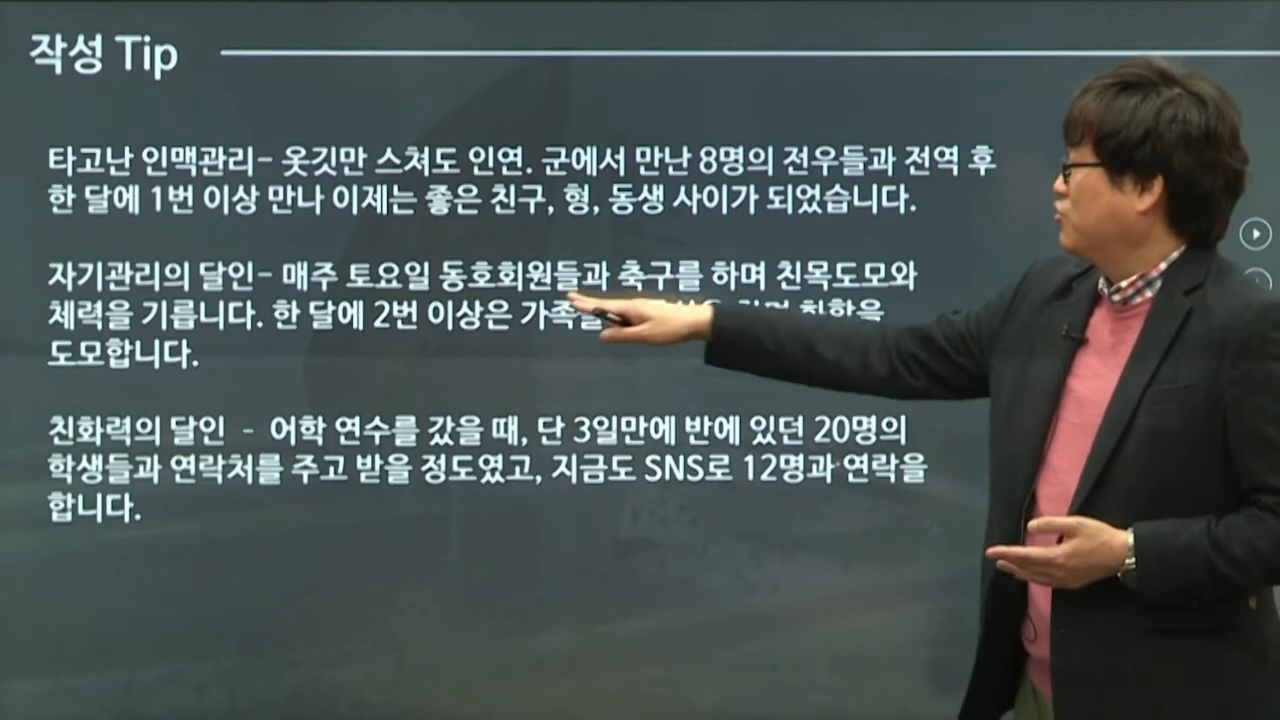 작성 Tip
타고난 인맥관리- 옷깃만 스쳐도 인연. 군에서 만난 8명의 전우들과 전역 후
한 달에 1번 이상 만나 이제는 좋은 친구, 형, 동생 사이가 되었습니다.
자기관리의 달인- 매주 토요일 동호회원들과 축구를 하며 친목도모와
체력을 기릅니다. 한 달에 2번 이상은 화합을
도모합니다.
친화력의 달인 - 어학 연수를 갔을 때, 단 3일만에 반에 있던 20명의
학생들과 연락처를 주고 받을 정도였고, 지금도 SNS로 12명과 연락을
합니다.